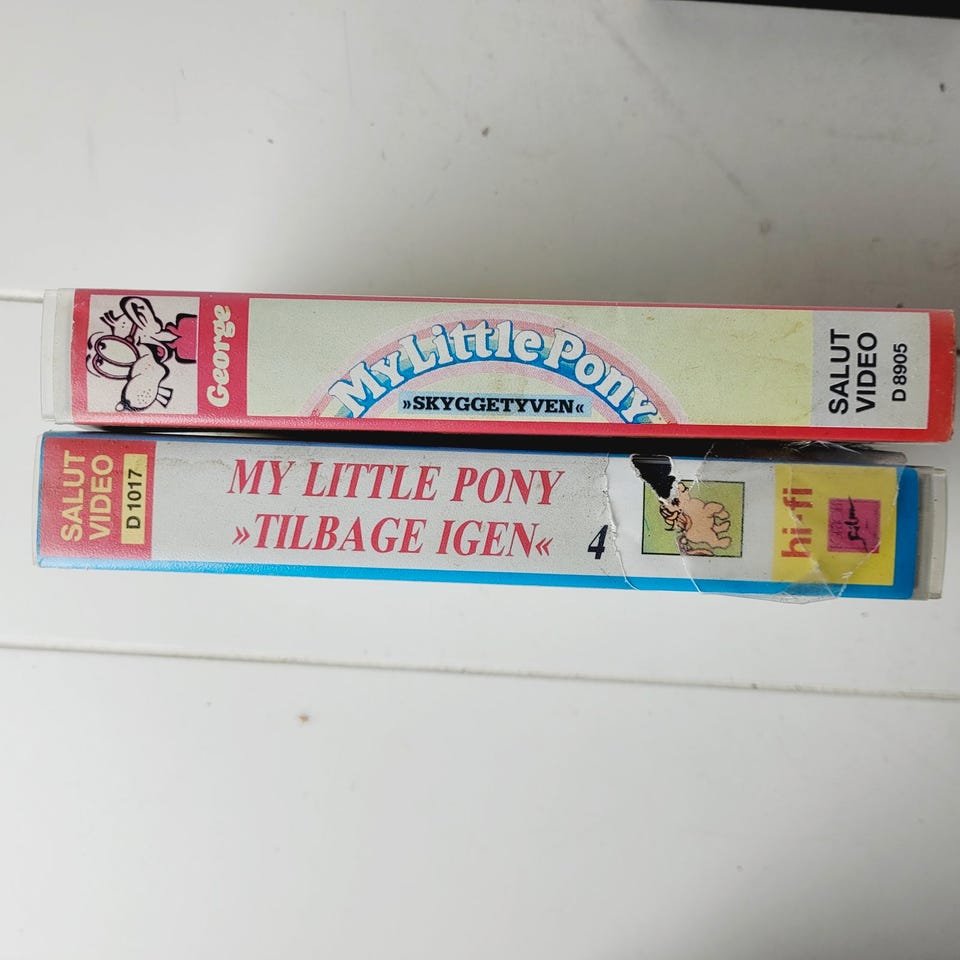 George
My Little Pony
»SKYGGETYVEN«
SALUT
VIDEO
D 8905
SALUT
VIDEO
D 1017
MY LITTLE PONY
»TILBAGE IGEN«
4
hi-fi